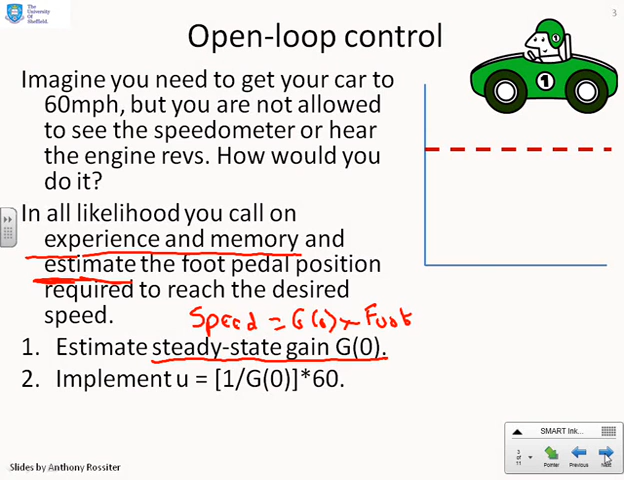 The
University
Of
Sheffield.
3
Open-loop control
1
1
Imagine you need to get your car to
60mph, but you are not allowed
to see the speedometer or hear
the engine revs. How would you
do it?
In all likelihood you call on
experience and memory and
estimate the foot pedal position
required to reach the desired
speed.
Speed = G(0) x Foot
1. Estimate steady-state gain G(0).
2. Implement u = [1/G(0)]*60.
SMART Ink...
3
of
11
Pointer
Previous
Next
Slides by Anthony Rossiter